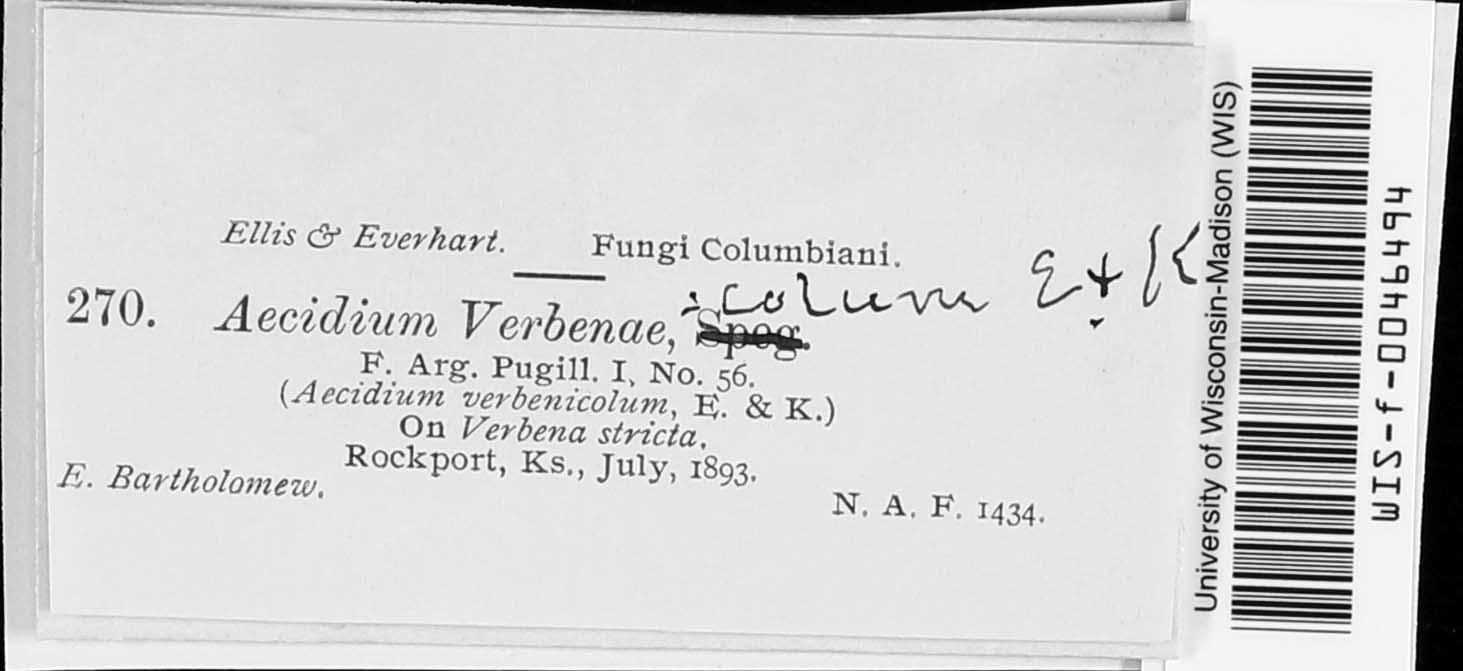 Ellis & Everhart. Fungi Columbiani.
icolum E + K
270. Aecidium Verbenae, Speg.
F. Arg. Pugill. I, No. 56.
(Aecidium verbenicolum, E. & K.)
On Verbena stricta.
Rockport, Ks., July, 1893.
E. Bartholomew.
N. A. F. 1434.
University of Wisconsin-Madison (WIS)
WIS-f-0046494